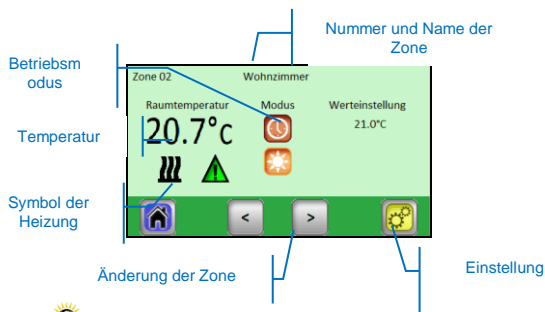 Nummer und Name der
Zone
Betriebsm
odus
Zone 02 Wohnzimmer
Raumtemperatur Modus Werteinstellung
20.7°c
21.0°C
Temperatur
Symbol der
Heizung
< >
Änderung der Zone
Einstellung